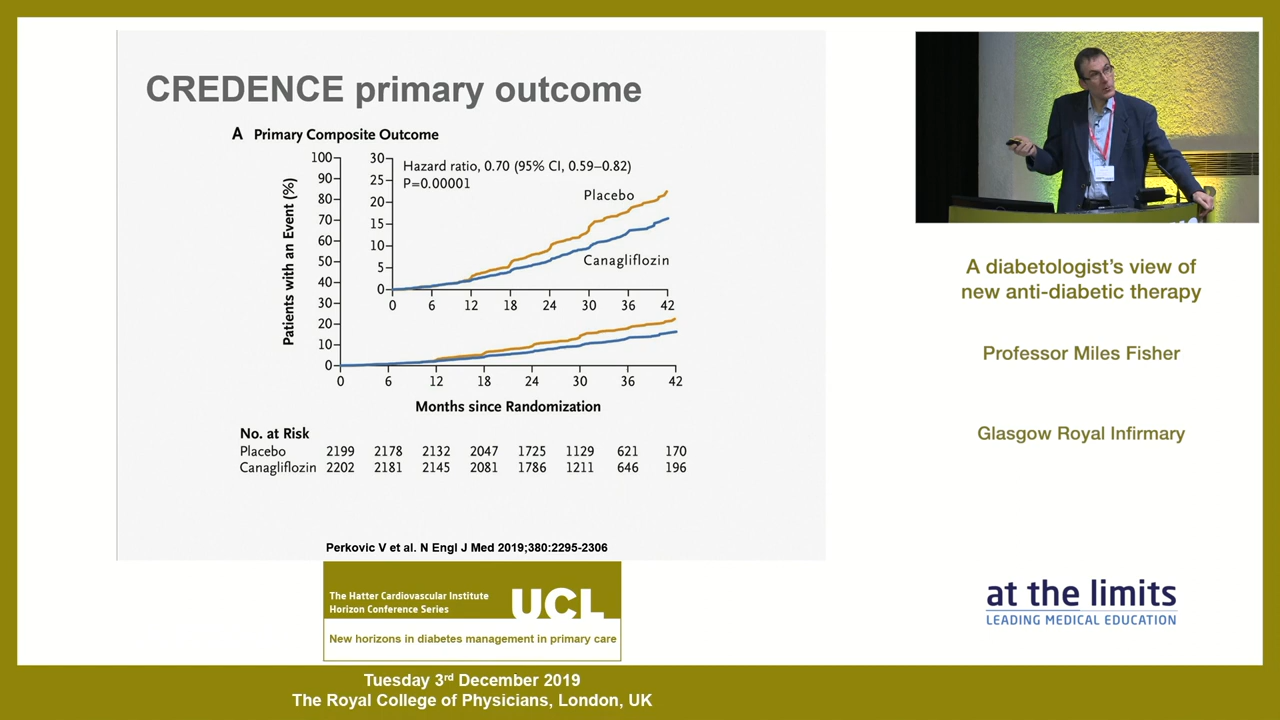 CREDENCE primary outcome
A Primary Composite Outcome
Patients with an Event (%)
100
90
80
70
60
50
40
30
20
10
0
30
25
20
15
10
5
0
Hazard ratio, 0.70 (95% CI, 0.59–0.82)
P=0.00001
Placebo
Canagliflozin
0 6 12 18 24 30 36 42
0 6 12 18 24 30 36 42
Months since Randomization
No. at Risk
Placebo 2199 2178 2132 2047 1725 1129 621 170
Canagliflozin 2202 2181 2145 2081 1786 1211 646 196
Perkovic V et al. N Engl J Med 2019;380:2295-2306
The Hatter Cardiovascular Institute
Horizon Conference Series
UCL
New horizons in diabetes management in primary care
A diabetologist's view of
new anti-diabetic therapy
Professor Miles Fisher
Glasgow Royal Infirmary
at the limits
LEADING MEDICAL EDUCATION
Tuesday 3rd December 2019
The Royal College of Physicians, London, UK